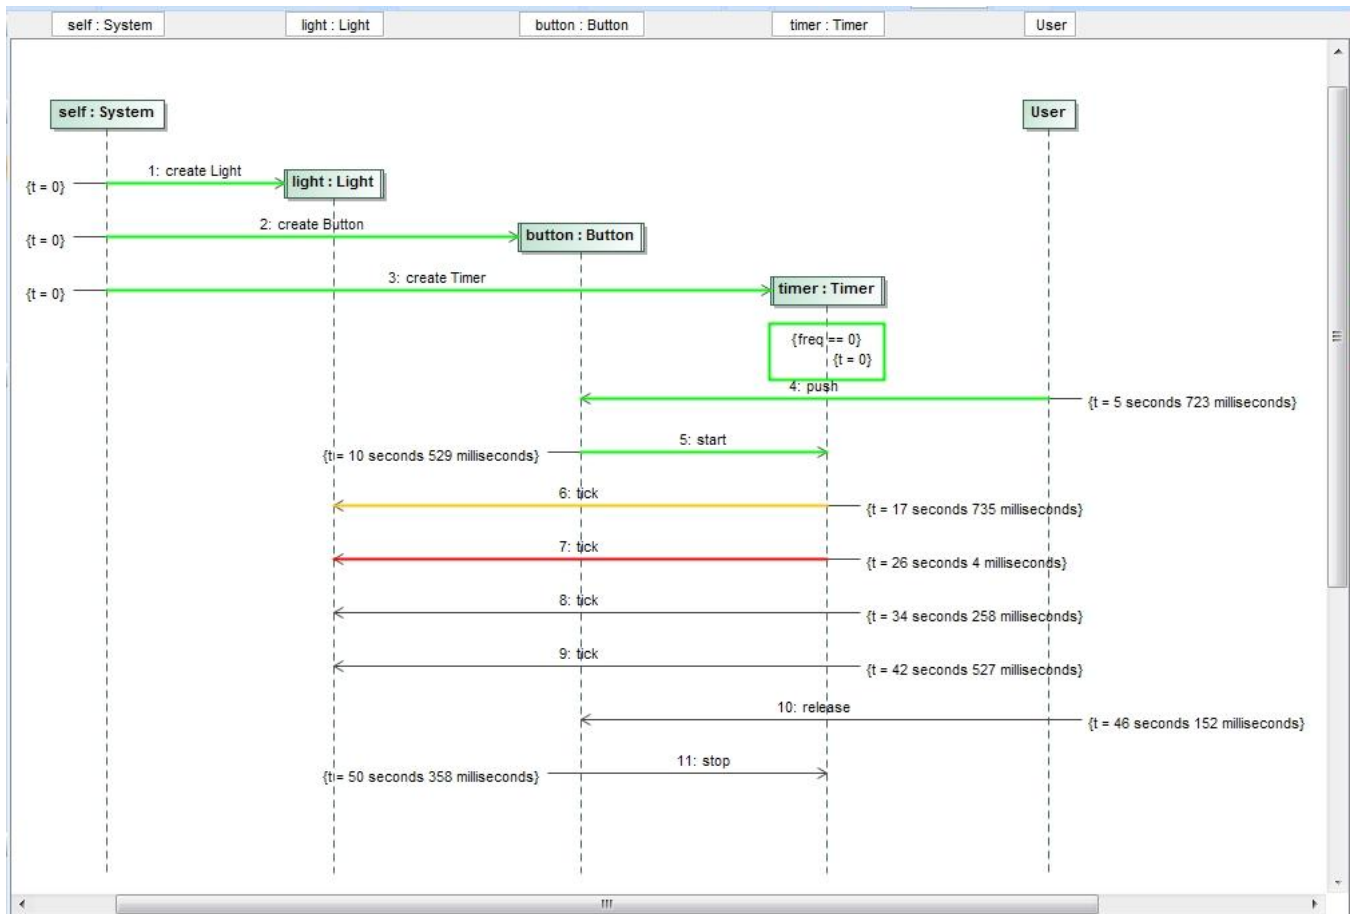 self : System
light : Light
button : Button
timer : Timer
User
self : System
User
1: create Light
{t = 0}
light : Light
2: create Button
{t = 0}
button : Button
3: create Timer
{t = 0}
timer : Timer
{freq == 0}
{t = 0}
4: push
{t = 5 seconds 723 milliseconds}
5: start
{t = 10 seconds 529 milliseconds}
6: tick
{t = 17 seconds 735 milliseconds}
7: tick
{t = 26 seconds 4 milliseconds}
8: tick
{t = 34 seconds 258 milliseconds}
9: tick
{t = 42 seconds 527 milliseconds}
10: release
{t = 46 seconds 152 milliseconds}
11: stop
{t = 50 seconds 358 milliseconds}